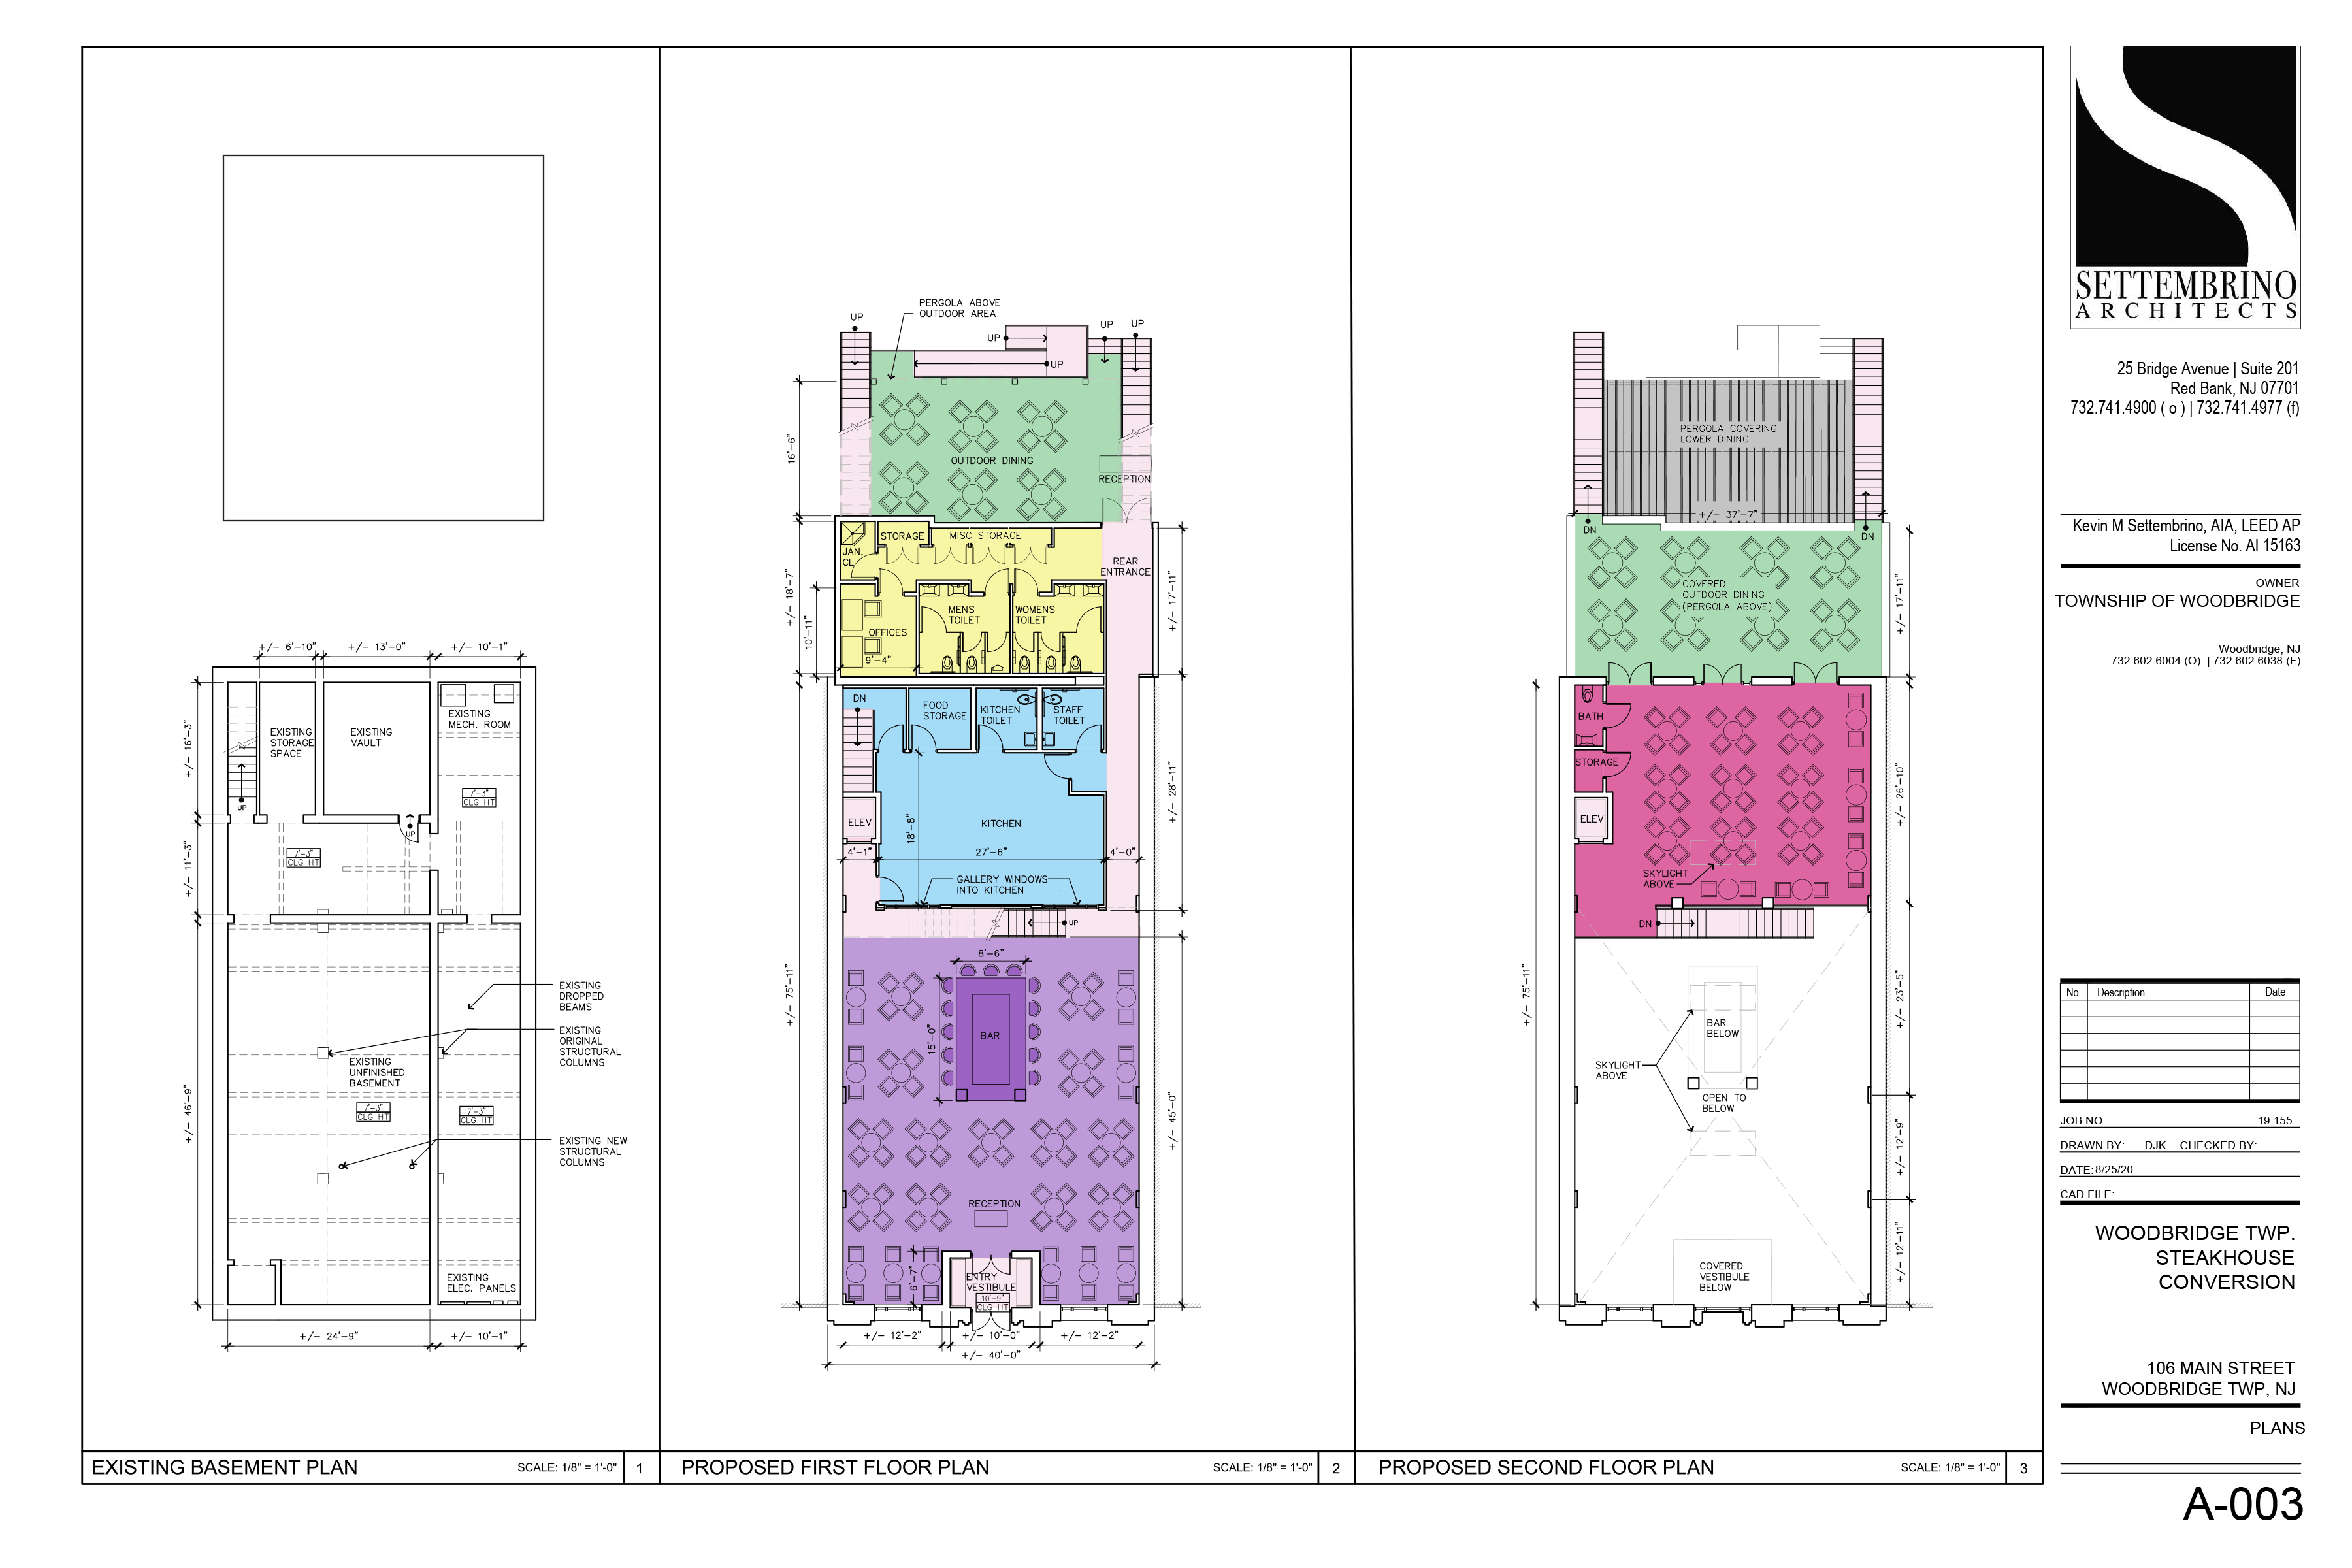 +/- 6'-10"
+/- 13'-0"
+/- 10'-1"
+/- 16'-3"
+/- 11'-3"
+/- 46'-9"
EXISTING
STORAGE
SPACE
EXISTING
VAULT
EXISTING
MECH. ROOM
UP
UP
7'-3"
CLG HT
7'-3"
CLG HT
EXISTING
DROPPED
BEAMS
EXISTING
ORIGINAL
STRUCTURAL
COLUMNS
EXISTING
UNFINISHED
BASEMENT
7'-3"
CLG HT
7'-3"
CLG HT
EXISTING NEW
STRUCTURAL
COLUMNS
EXISTING
ELEC. PANELS
+/- 24'-9"
+/- 10'-1"
EXISTING BASEMENT PLAN
SCALE: 1/8" = 1'-0"
1
PERGOLA ABOVE
OUTDOOR AREA
UP
UP
UP
UP
UP
16'-6"
OUTDOOR DINING
RECEPTION
JAN.
CL.
STORAGE
MISC STORAGE
REAR
ENTRANCE
+/- 18'-7"
10'-11"
+/- 17'-11"
MENS
TOILET
WOMENS
TOILET
OFFICES
9'-4"
DN
FOOD
STORAGE
KITCHEN
TOILET
STAFF
TOILET
ELEV
KITCHEN
18'-8"
+/- 28'-11"
4'-1"
27'-6"
4'-0"
GALLERY WINDOWS
INTO KITCHEN
UP
8'-6"
15'-0"
BAR
+/- 75'-11"
+/- 45'-0"
RECEPTION
6'-7"
ENTRY
VESTIBULE
10'-9"
CLG HT
+/- 12'-2"
+/- 10'-0"
+/- 12'-2"
+/- 40'-0"
PROPOSED FIRST FLOOR PLAN
SCALE: 1/8" = 1'-0"
2
PERGOLA COVERING
LOWER DINING
+/- 37'-7"
DN
DN
COVERED
OUTDOOR DINING
(PERGOLA ABOVE)
+/- 17'-11"
BATH
STORAGE
ELEV
+/- 26'-10"
SKYLIGHT
ABOVE
DN
+/- 75'-11"
+/- 23'-5"
BAR
BELOW
SKYLIGHT
ABOVE
OPEN TO
BELOW
+/- 12'-9"
+/- 12'-11"
COVERED
VESTIBULE
BELOW
PROPOSED SECOND FLOOR PLAN
SCALE: 1/8" = 1'-0"
3
SETTEMBRINO
ARCHITECTS
25 Bridge Avenue | Suite 201
Red Bank, NJ 07701
732.741.4900 ( o ) | 732.741.4977 (f)
Kevin M Settembrino, AIA, LEED AP
License No. AI 15163
OWNER
TOWNSHIP OF WOODBRIDGE
Woodbridge, NJ
732.602.6004 (O) | 732.602.6038 (F)
No. Description Date
JOB NO. 19.155
DRAWN BY: DJK CHECKED BY:
DATE: 8/25/20
CAD FILE:
WOODBRIDGE TWP.
STEAKHOUSE
CONVERSION
106 MAIN STREET
WOODBRIDGE TWP, NJ
PLANS
A-003